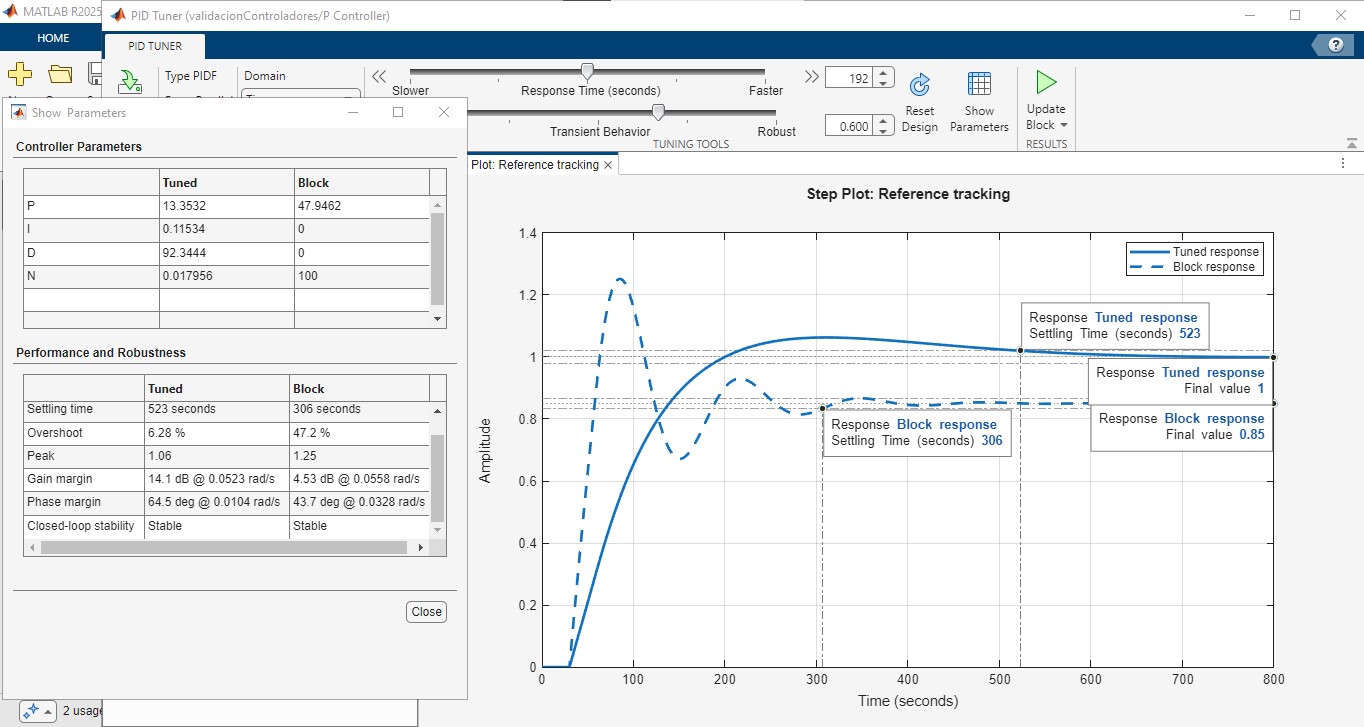 MATLAB R2025
PID Tuner (validacionControladores/P Controller)
HOME
PID TUNER
?
Type PIDF
Domain
Slower
Response Time (seconds)
Faster
192
Transient Behavior
Robust
0.600
Reset
Design
Show
Parameters
Update
Block
TUNING TOOLS
RESULTS
Show Parameters
Controller Parameters
Tuned Block
P 13.3532 47.9462
I 0.11534 0
D 92.3444 0
N 0.017956 100
Performance and Robustness
Tuned Block
Settling time 523 seconds 306 seconds
Overshoot 6.28 % 47.2 %
Peak 1.06 1.25
Gain margin 14.1 dB @ 0.0523 rad/s 4.53 dB @ 0.0558 rad/s
Phase margin 64.5 deg @ 0.0104 rad/s 43.7 deg @ 0.0328 rad/s
Closed-loop stability Stable Stable
Close
2 usage
Plot: Reference tracking
Step Plot: Reference tracking
Tuned response
Block response
Response Tuned response
Settling Time (seconds) 523
Response Tuned response
Final value 1
Response Block response
Final value 0.85
Response Block response
Settling Time (seconds) 306
Amplitude
1.4
1.2
1
0.8
0.6
0.4
0.2
0
0 100 200 300 400 500 600 700 800
Time (seconds)